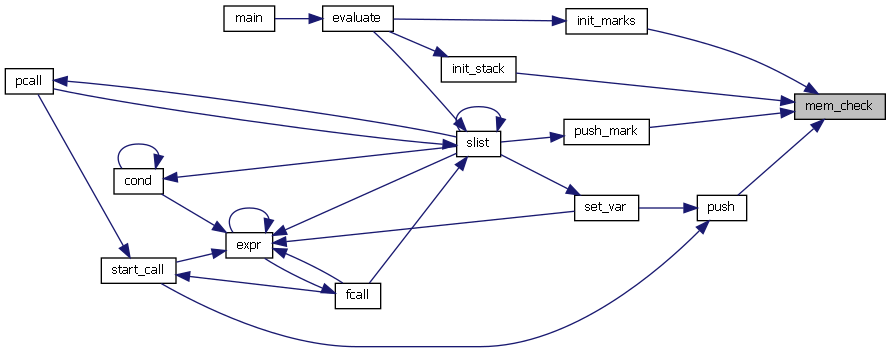 main
evaluate
init_marks
init_stack
pcall
mem_check
push_mark
slist
cond
set_var
push
expr
start_call
fcall